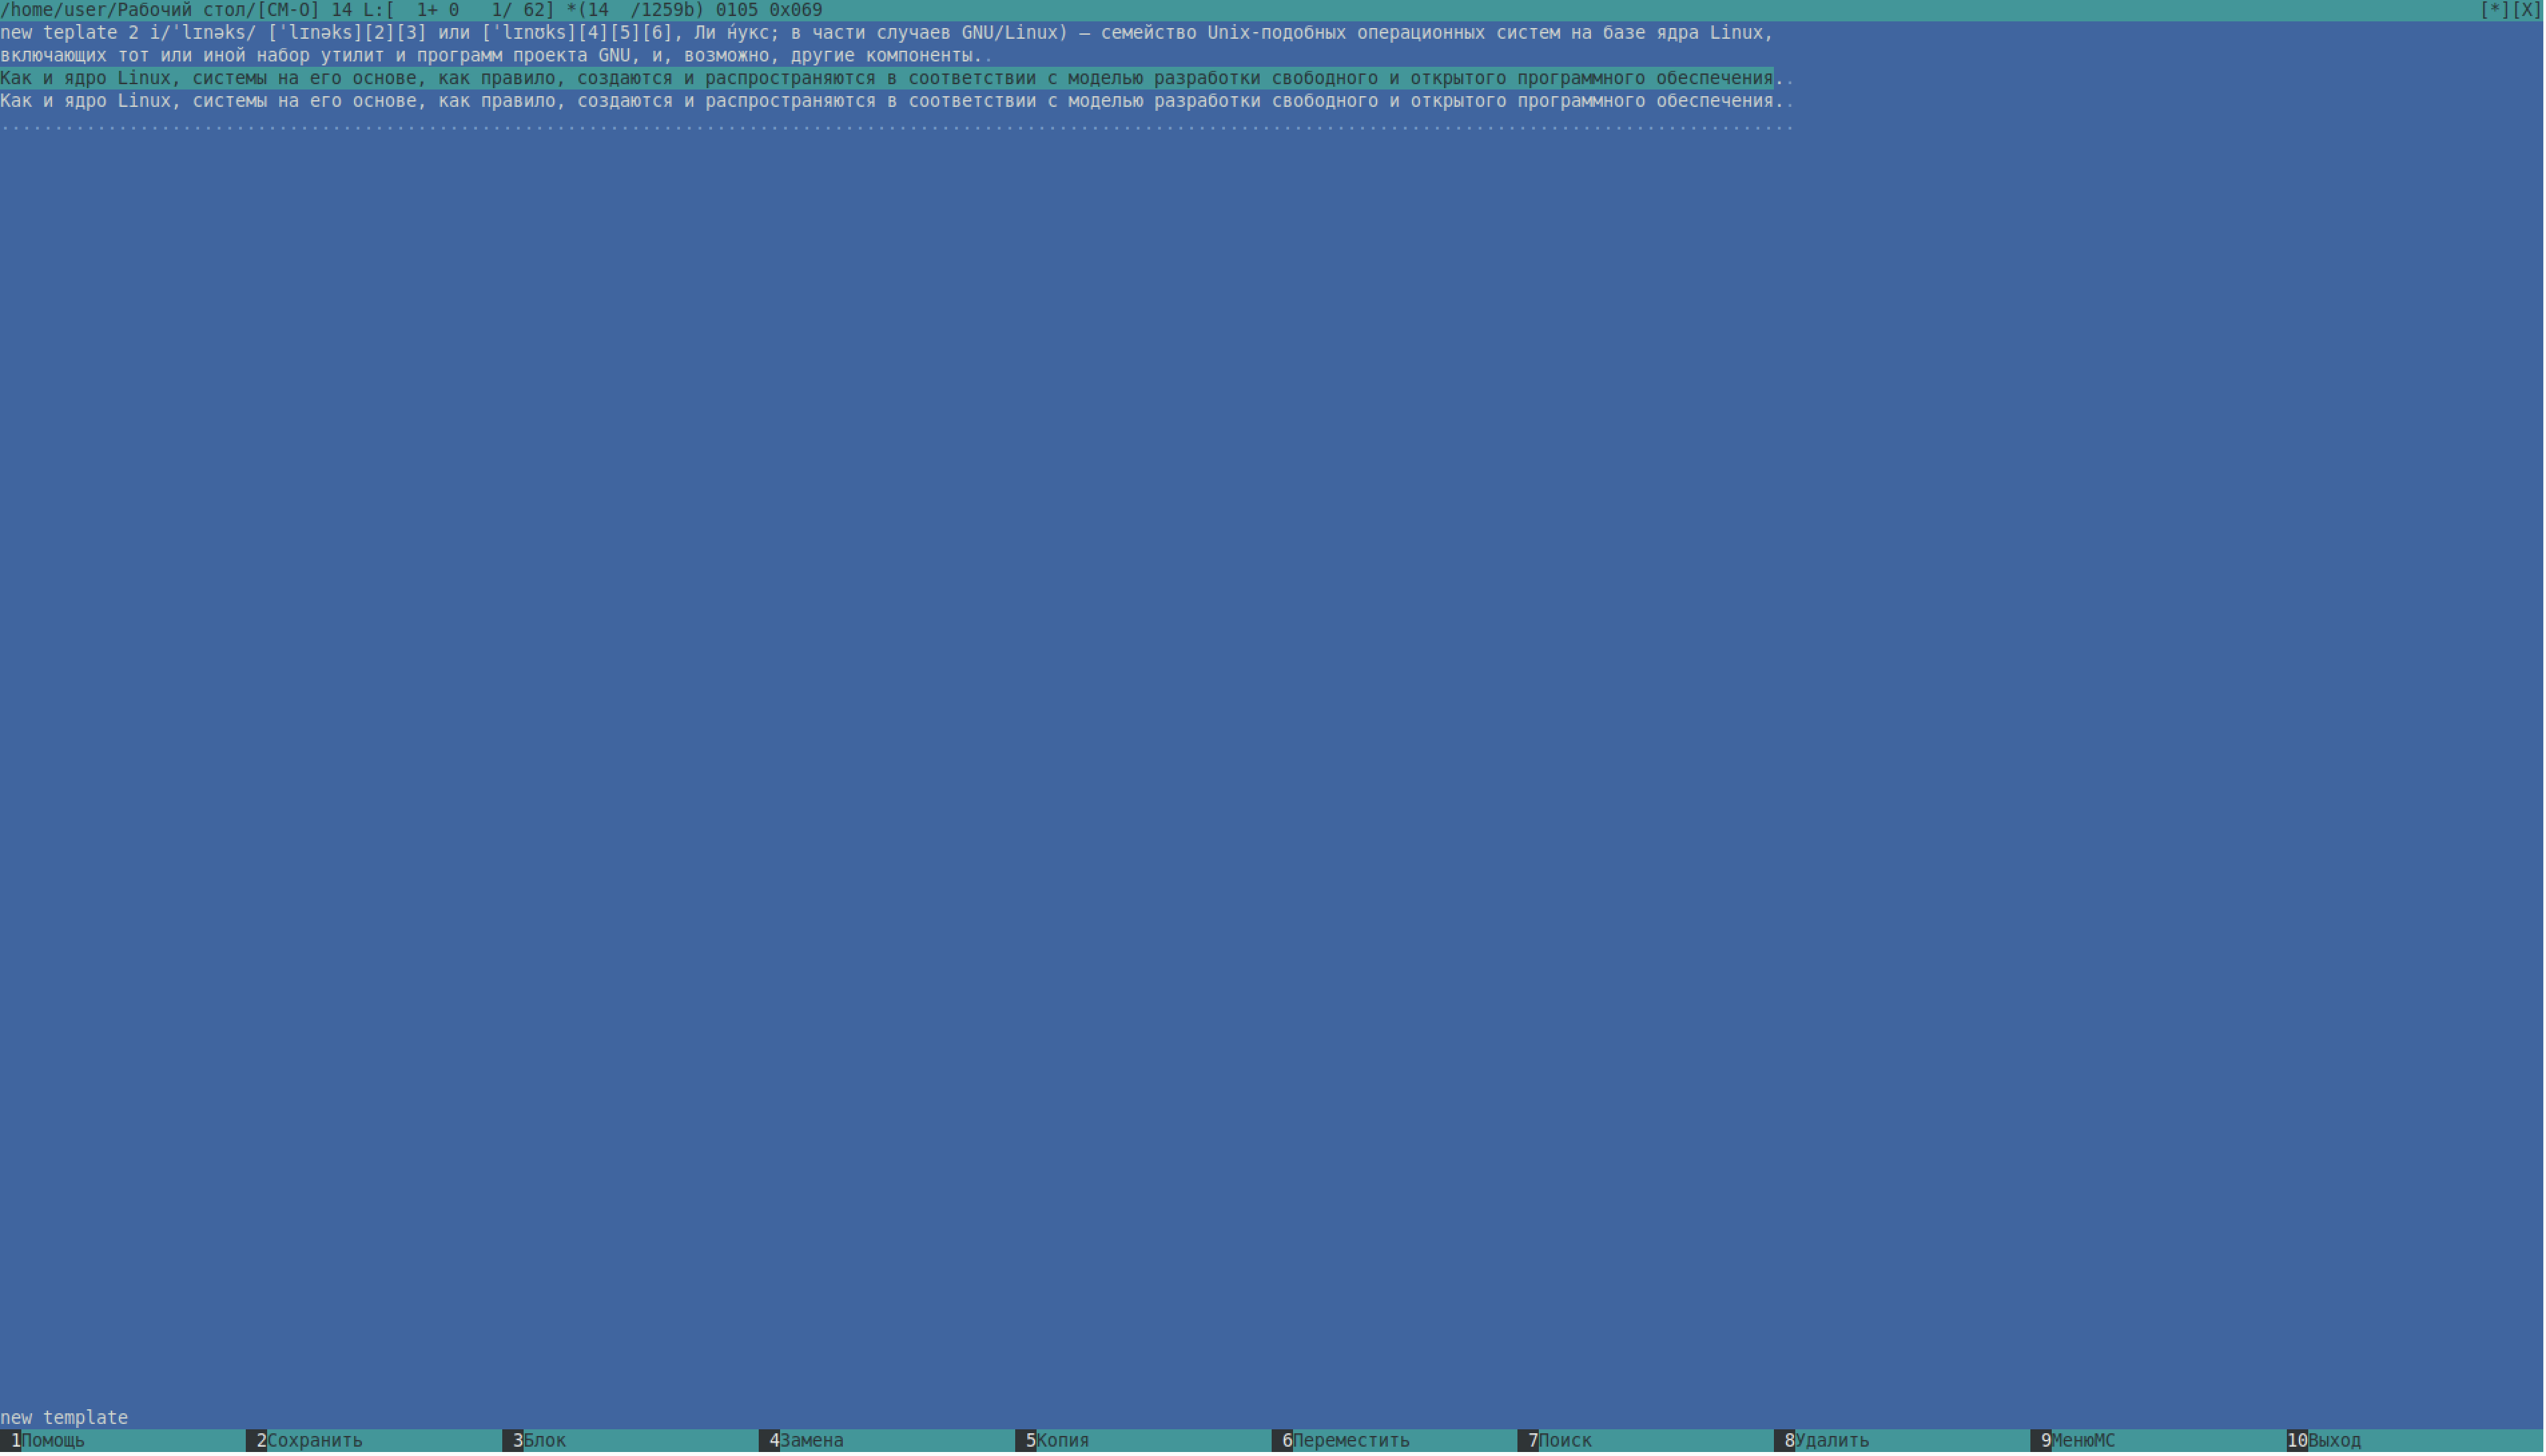 /home/user/Рабочий стол/[СМ-О] 14 L:[  1+ 0   1/ 62] *(14  /1259b) 0105 0x069 [*][X]
new teplate 2 i/ˈlɪnəks/ [ˈlɪnəks][2][3] или [ˈlɪnʊks][4][5][6], Ли ́нукс; в части случаев GNU/Linux) — семейство Unix-подобных операционных систем на базе ядра Linux,
включающих тот или иной набор утилит и программ проекта GNU, и, возможно, другие компоненты..
Как и ядро Linux, системы на его основе, как правило, создаются и распространяются в соответствии с моделью разработки свободного и открытого программного обеспечения..
Как и ядро Linux, системы на его основе, как правило, создаются и распространяются в соответствии с моделью разработки свободного и открытого программного обеспечения..
new template
1Помощь 2Сохранить 3Блок 4Замена 5Копия 6Переместить 7Поиск 8Удалить 9МенюMC 10Выход